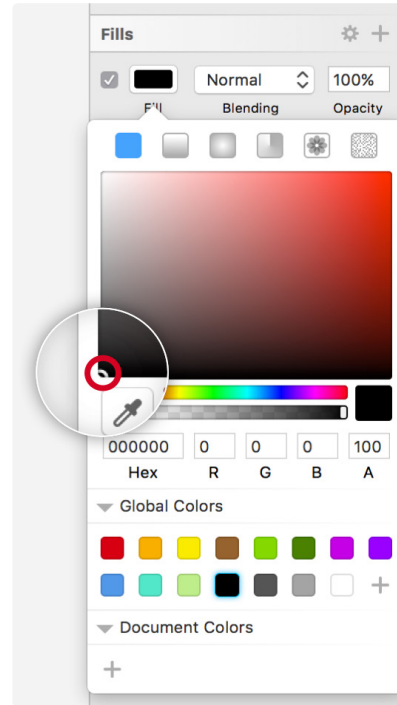 Fills
Normal 100%
Fill Blending Opacity
000000 0 0 0 100
Hex R G B A
Global Colors
Document Colors